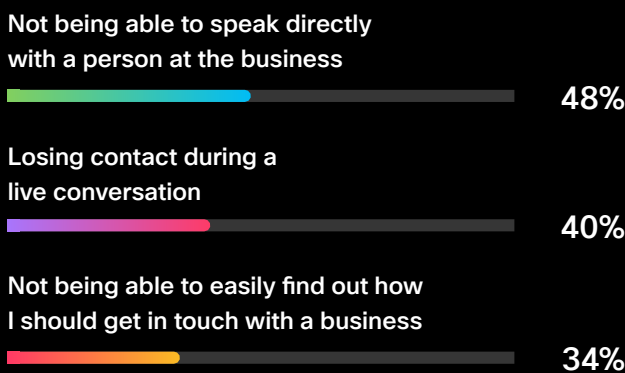 Not being able to speak directly
with a person at the business
48%
Losing contact during a
live conversation
40%
Not being able to easily find out how
I should get in touch with a business
34%